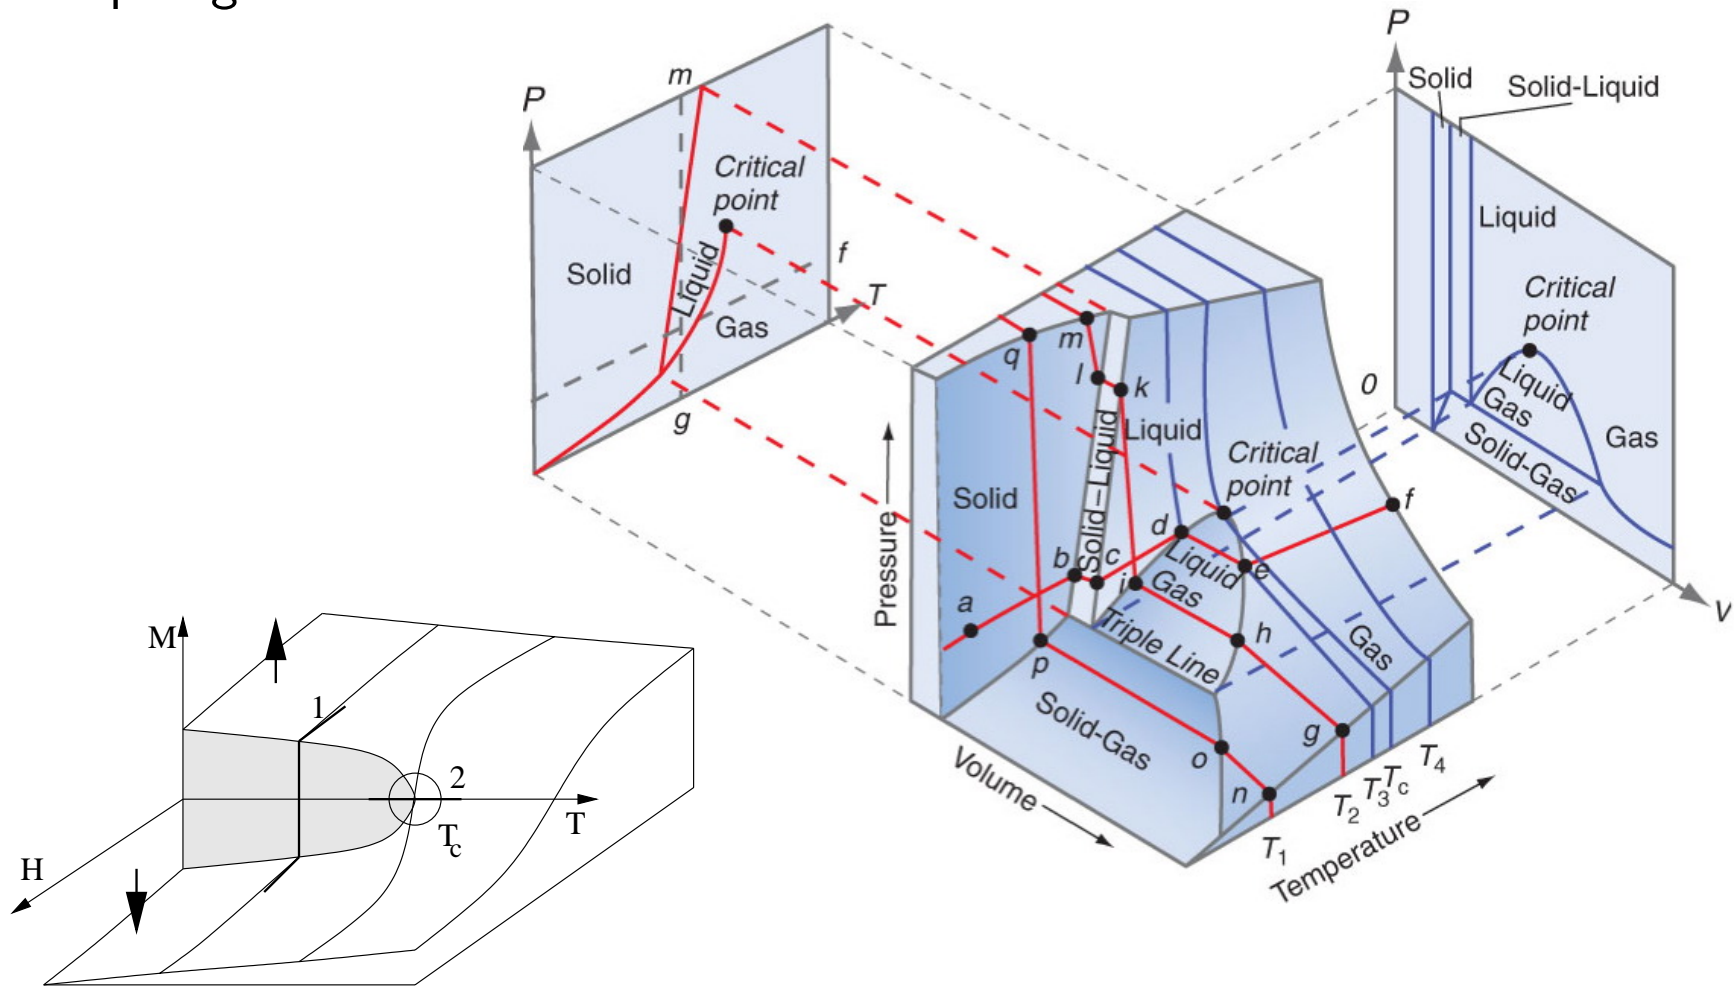 P
m
Critical
point
Solid
Liquid
f
T
Gas
g
P
Solid
Solid-Liquid
Liquid
Critical
point
Liquid
Gas
Solid-Gas
Gas
0
V
q
m
l
k
Solid
Solid–Liquid
Liquid
Critical
point
f
Pressure
d
b
c
i
e
Liquid
Gas
a
h
Triple Line
Gas
p
Solid-Gas
g
o
n
Volume
T1
T2
T3
Tc
T4
Temperature
M
1
2
Tc
T
H